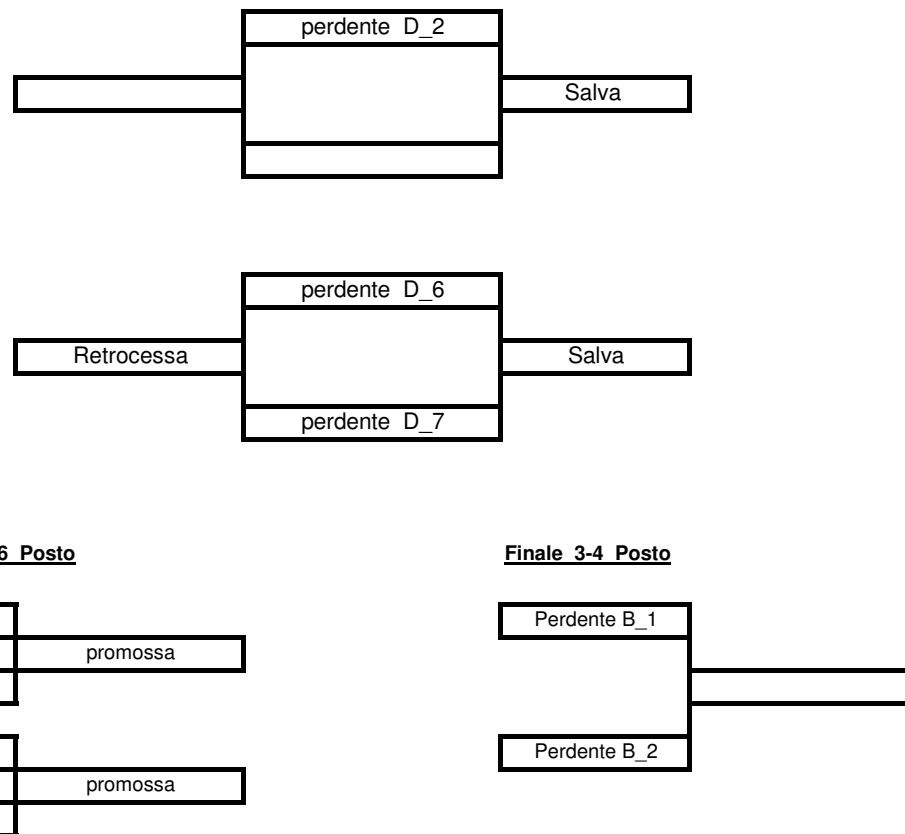 perdente D_2
Salva
perdente D_6
Retrocessa
Salva
perdente D_7
6 Posto
Finale 3-4 Posto
Perdente B_1
promossa
Perdente B_2
promossa